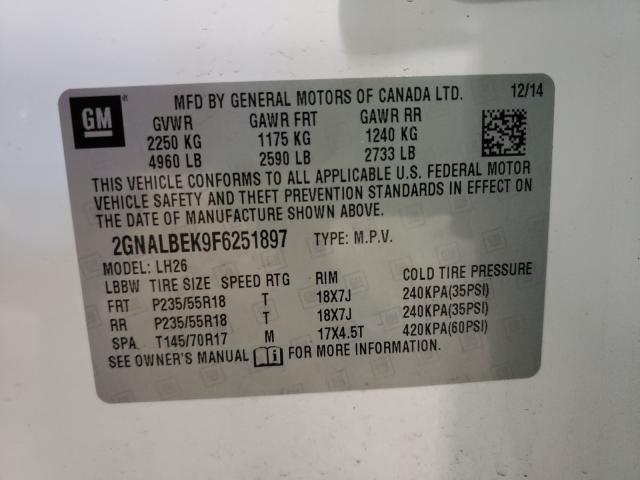 GM
MFD BY GENERAL MOTORS OF CANADA LTD. 12/14
GVWR GAWR FRT GAWR RR
2250 KG 1175 KG 1240 KG
4960 LB 2590 LB 2733 LB
THIS VEHICLE CONFORMS TO ALL APPLICABLE U.S. FEDERAL MOTOR
VEHICLE SAFETY AND THEFT PREVENTION STANDARDS IN EFFECT ON
THE DATE OF MANUFACTURE SHOWN ABOVE.
2GNALBEK9F6251897 TYPE: M.P.V.
MODEL: LH26
LBBW TIRE SIZE SPEED RTG RIM COLD TIRE PRESSURE
FRT P235/55R18 T 18X7J 240KPA(35PSI)
RR P235/55R18 T 18X7J 240KPA(35PSI)
SPA T145/70R17 M 17X4.5T 420KPA(60PSI)
SEE OWNER'S MANUAL FOR MORE INFORMATION.